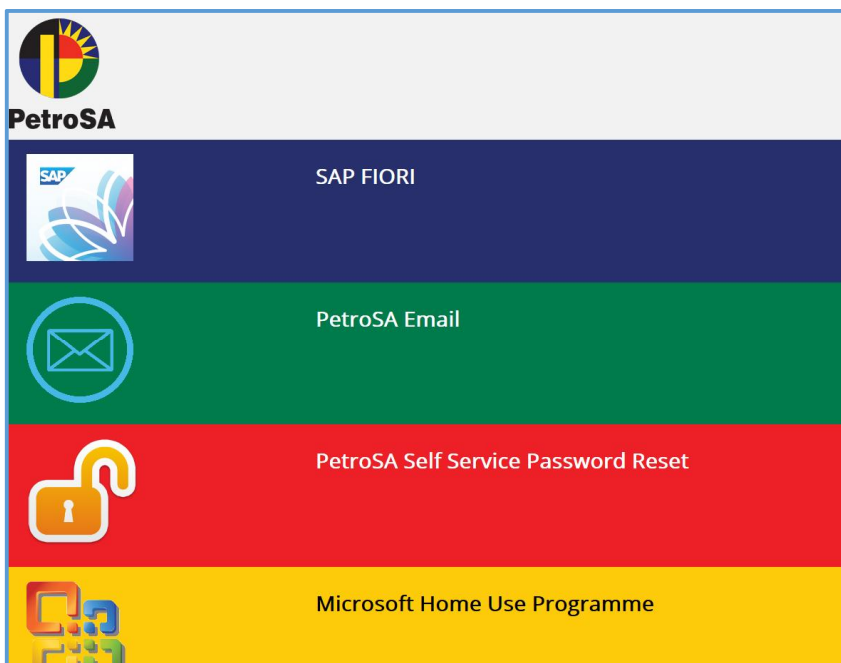 PetroSA
SAP
SAP FIORI
PetroSA Email
PetroSA Self Service Password Reset
Microsoft Home Use Programme